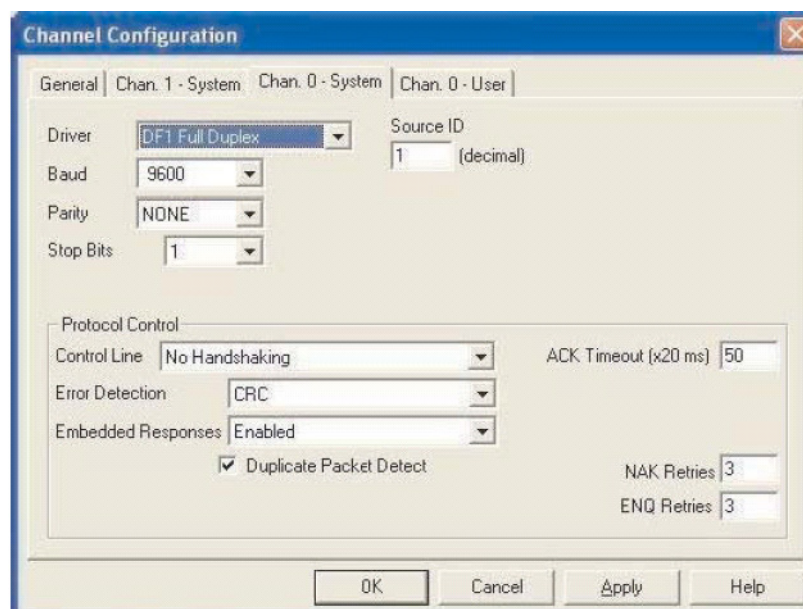 Channel Configuration
General Chan. 1 - System Chan. 0 - System Chan. 0 - User
Driver DF1 Full Duplex
Source ID
1 (decimal)
Baud 9600
Parity NONE
Stop Bits 1
Protocol Control
Control Line No Handshaking
ACK Timeout (x20 ms) 50
Error Detection CRC
Embedded Responses Enabled
Duplicate Packet Detect
NAK Retries 3
ENQ Retries 3
OK Cancel Apply Help